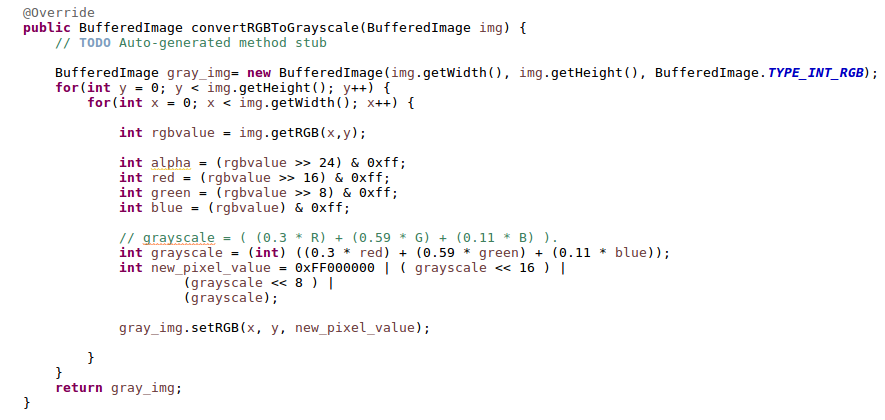 @Override
public BufferedImage convertRGBToGrayscale(BufferedImage img) {
// TODO Auto-generated method stub
BufferedImage gray_img= new BufferedImage(img.getWidth(), img.getHeight(), BufferedImage.TYPE_INT_RGB);
for(int y = 0; y < img.getHeight(); y++) {
for(int x = 0; x < img.getWidth(); x++) {
int rgbvalue = img.getRGB(x,y);
int alpha = (rgbvalue >> 24) & 0xff;
int red = (rgbvalue >> 16) & 0xff;
int green = (rgbvalue >> 8) & 0xff;
int blue = (rgbvalue) & 0xff;
// grayscale = ( (0.3 * R) + (0.59 * G) + (0.11 * B) ).
int grayscale = (int) ((0.3 * red) + (0.59 * green) + (0.11 * blue));
int new_pixel_value = 0xFF000000 | ( grayscale << 16 ) |
(grayscale << 8 ) |
(grayscale);
gray_img.setRGB(x, y, new_pixel_value);
}
}
return gray_img;
}